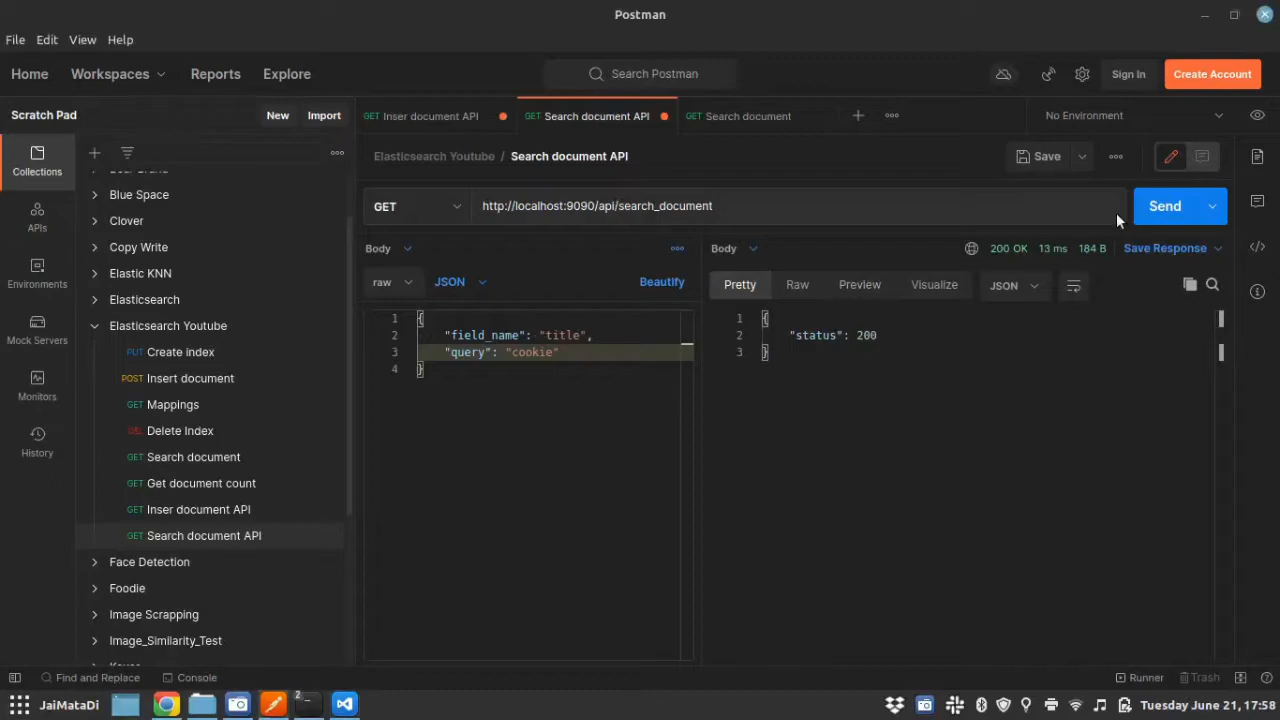 Postman
File Edit View Help
Home Workspaces Reports Explore Search Postman Sign In Create Account
Scratch Pad New Import
GET Inser document API GET Search document API GET Search document No Environment
Elasticsearch Youtube / Search document API Save
GET http://localhost:9090/api/search_document Send
Collections
APIs
Environments
Mock Servers
Monitors
History
Blue Space
Clover
Copy Write
Elastic KNN
Elasticsearch
Elasticsearch Youtube
PUT Create index
POST Insert document
GET Mappings
DEL Delete Index
GET Search document
GET Get document count
GET Inser document API
GET Search document API
Face Detection
Foodie
Image Scrapping
Image_Similarity_Test
Body
raw JSON Beautify
1 {
2 "field_name": "title",
3 "query": "cookie"
4 }
Body 200 OK 13 ms 184 B Save Response
Pretty Raw Preview Visualize JSON
1 {
2 "status": 200
3 }
Find and Replace Console Runner Trash
JaiMataDi 2 Tuesday June 21, 17:58